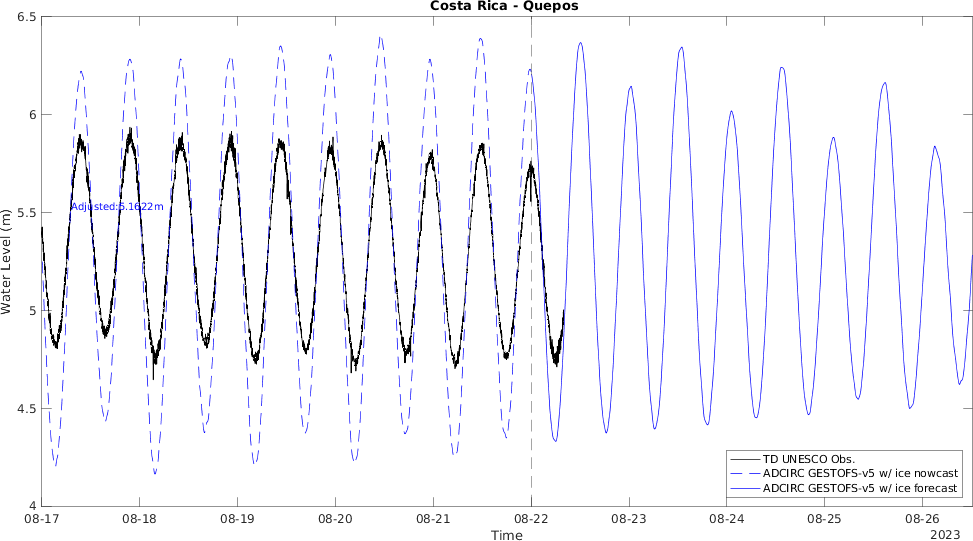 Costa Rica - Quepos
6.5
6
5.5
5
4.5
4
Water Level (m)
Adjusted:5.1622m
TD UNESCO Obs.
ADCIRC GESTOFS-v5 w/ ice nowcast
ADCIRC GESTOFS-v5 w/ ice forecast
08-17 08-18 08-19 08-20 08-21 08-22 08-23 08-24 08-25 08-26
Time
2023